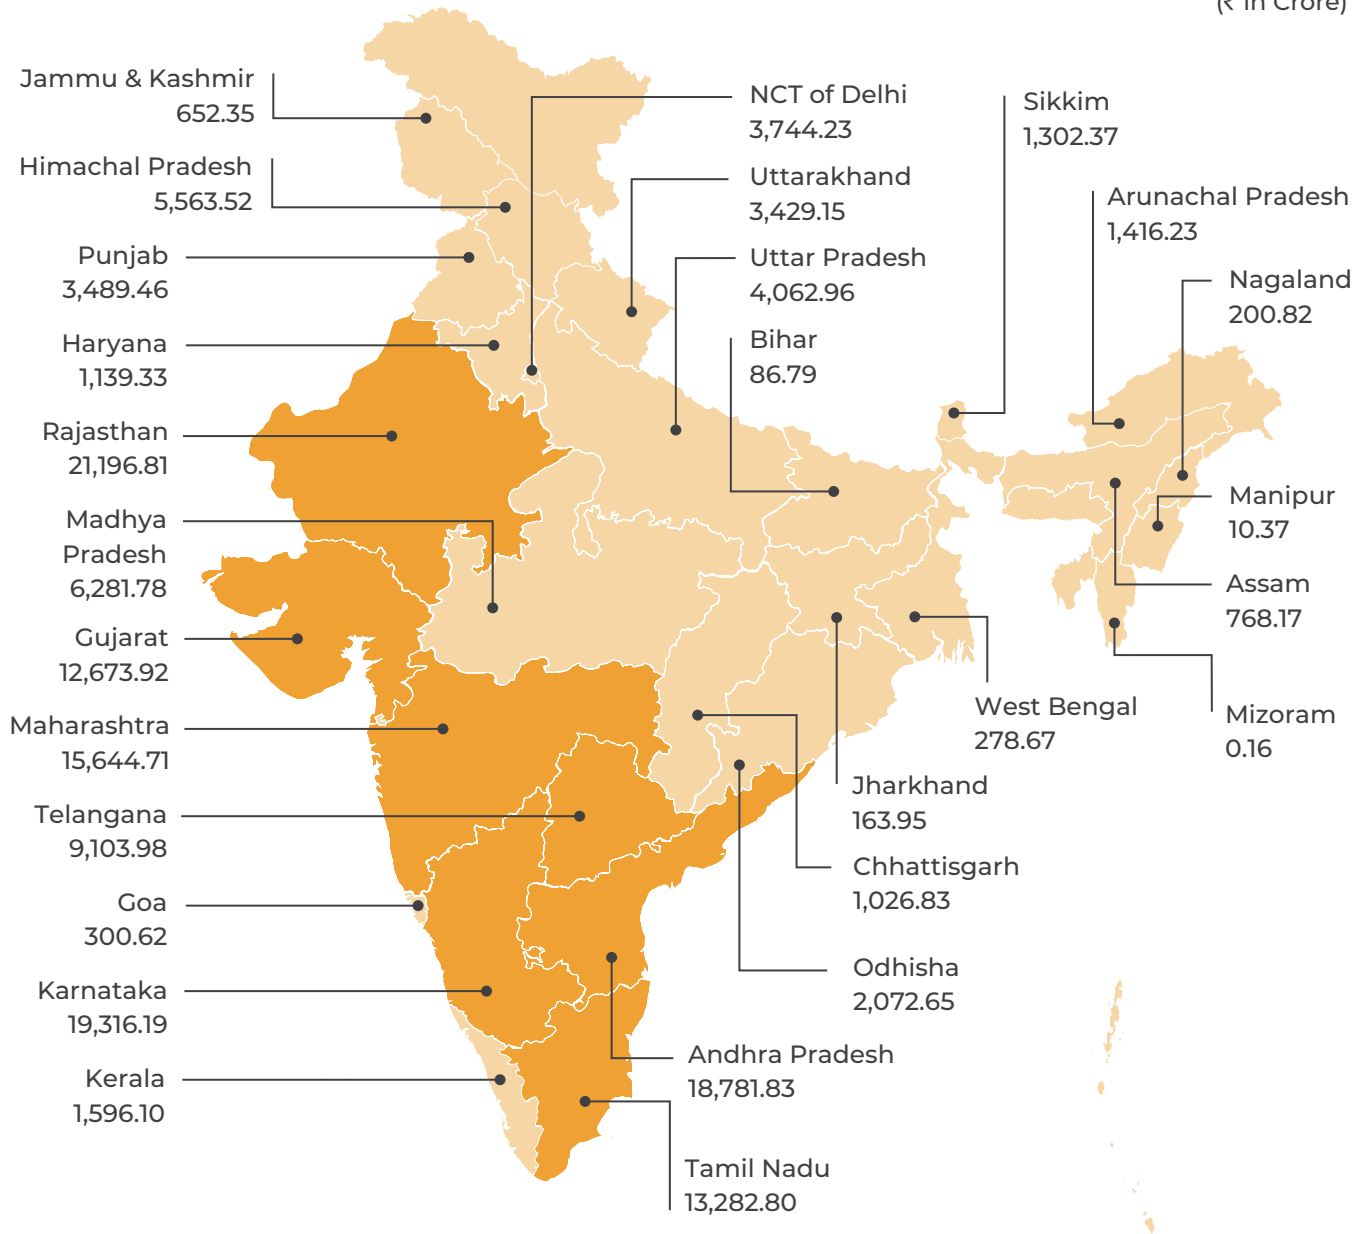 (₹ in Crore)
Jammu & Kashmir
652.35
Himachal Pradesh
5,563.52
Punjab
3,489.46
Haryana
1,139.33
Rajasthan
21,196.81
Madhya
Pradesh
6,281.78
Gujarat
12,673.92
Maharashtra
15,644.71
Telangana
9,103.98
Goa
300.62
Karnataka
19,316.19
Kerala
1,596.10
NCT of Delhi
3,744.23
Uttarakhand
3,429.15
Uttar Pradesh
4,062.96
Bihar
86.79
Sikkim
1,302.37
Arunachal Pradesh
1,416.23
Nagaland
200.82
Manipur
10.37
Assam
768.17
Mizoram
0.16
West Bengal
278.67
Jharkhand
163.95
Chhattisgarh
1,026.83
Odhisha
2,072.65
Andhra Pradesh
18,781.83
Tamil Nadu
13,282.80